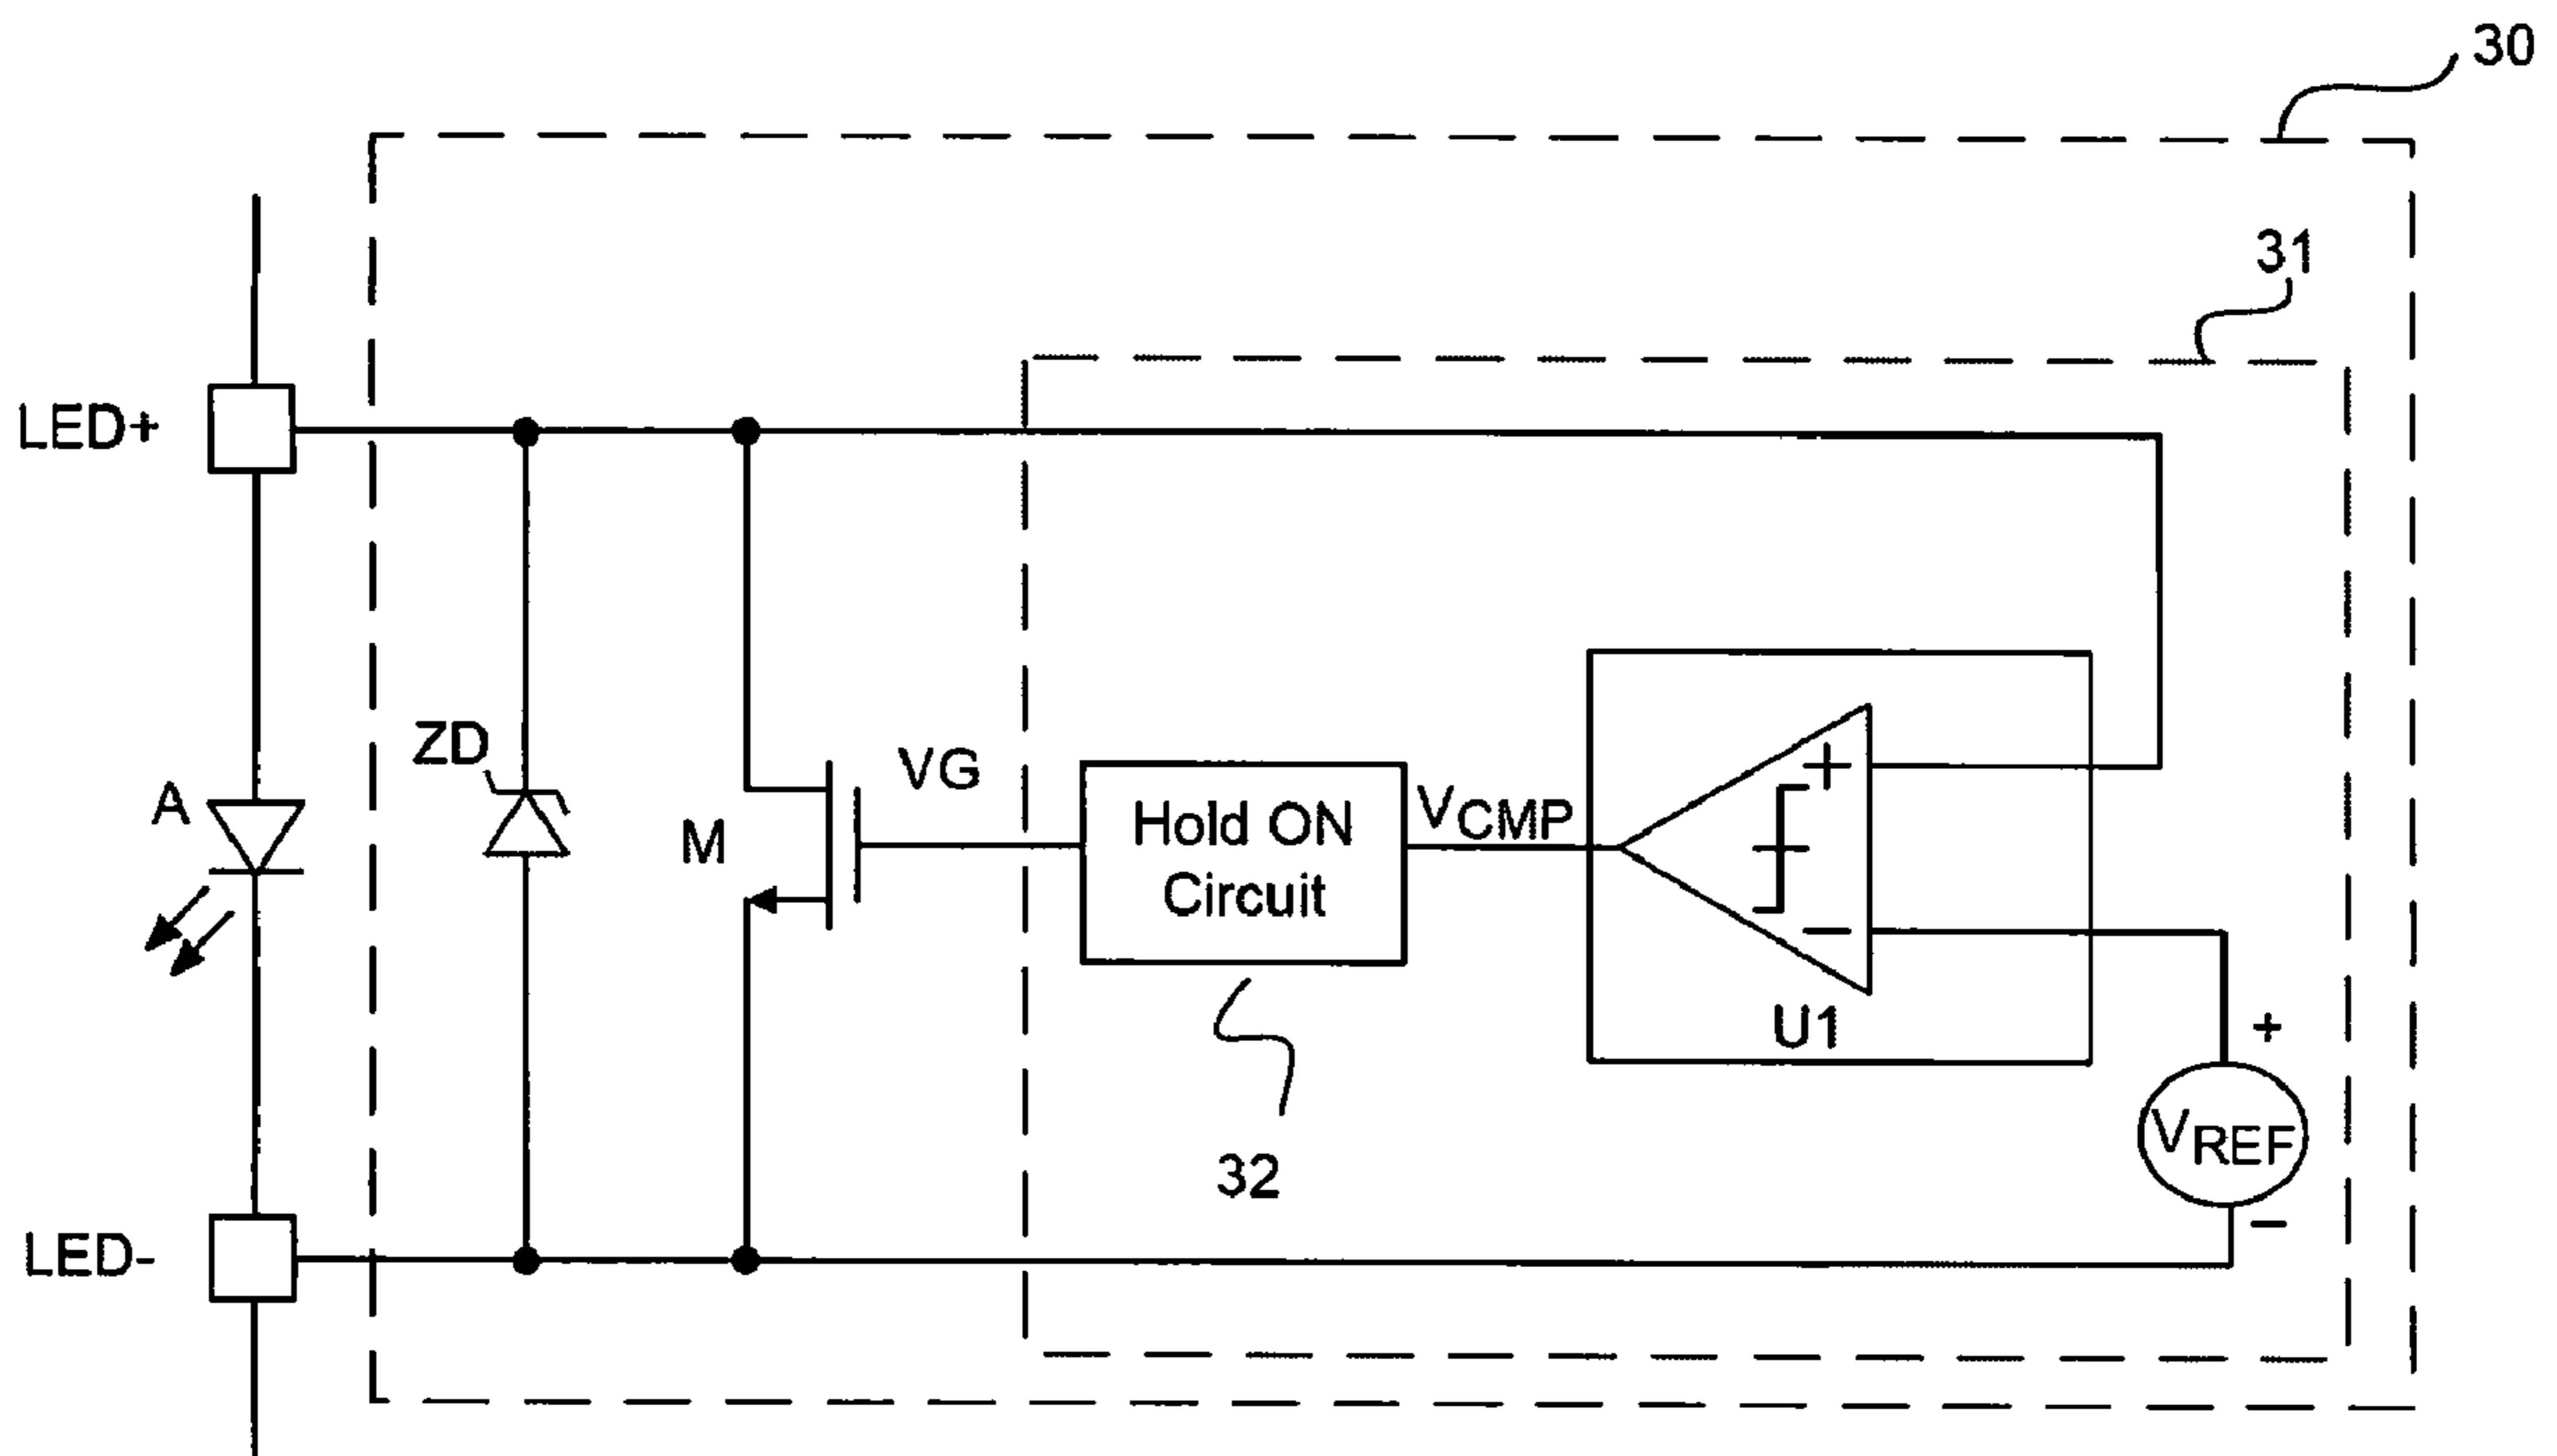 30
31
LED+
ZD
VG
A
M
Hold ON
Circuit
VCMP
+
−
U1
+
VREF
−
32
LED-